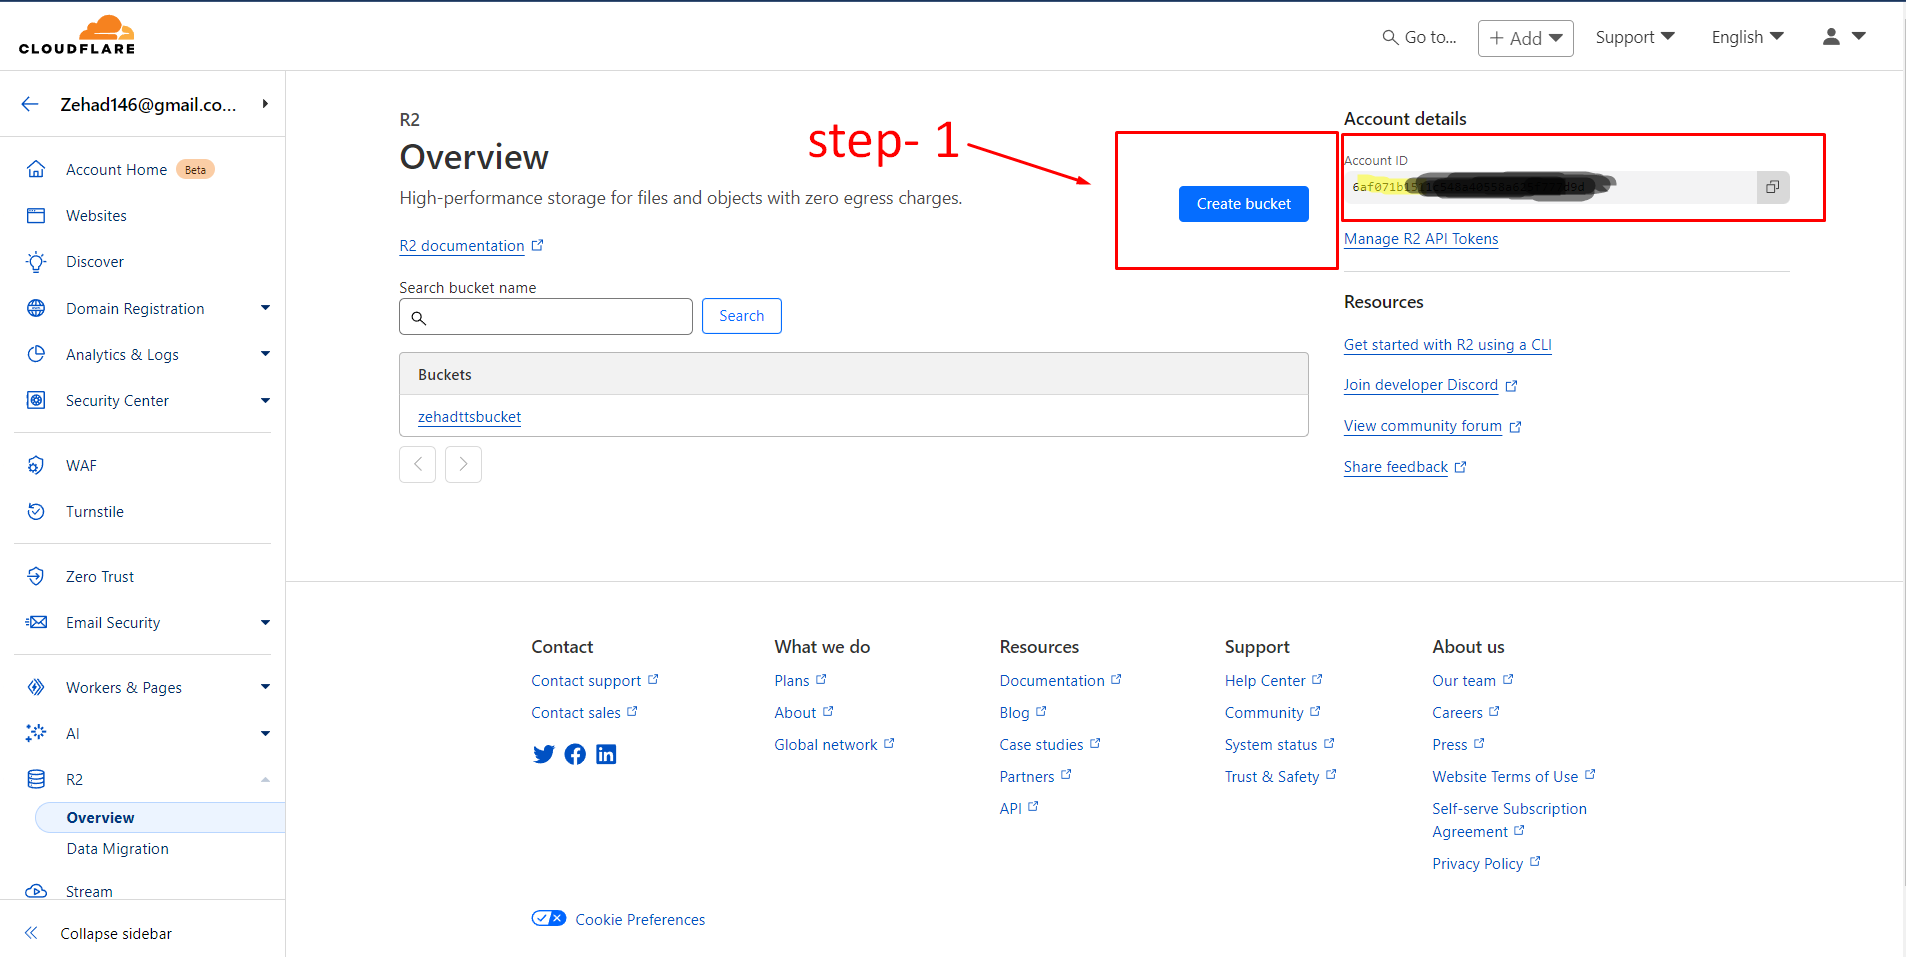 CLOUDFLARE
Go to...
+ Add
Support
English
Zehad146@gmail.co...
Account Home Beta
Websites
Discover
Domain Registration
Analytics & Logs
Security Center
WAF
Turnstile
Zero Trust
Email Security
Workers & Pages
AI
R2
Overview
Data Migration
Stream
Collapse sidebar
R2
Overview
High-performance storage for files and objects with zero egress charges.
R2 documentation
step- 1
Create bucket
Search bucket name
Search
Buckets
zehadttsbucket
Account details
Account ID
Manage R2 API Tokens
Resources
Get started with R2 using a CLI
Join developer Discord
View community forum
Share feedback
Contact
Contact support
Contact sales
What we do
Plans
About
Global network
Resources
Documentation
Blog
Case studies
Partners
API
Support
Help Center
Community
System status
Trust & Safety
About us
Our team
Careers
Press
Website Terms of Use
Self-serve Subscription
Agreement
Privacy Policy
Cookie Preferences